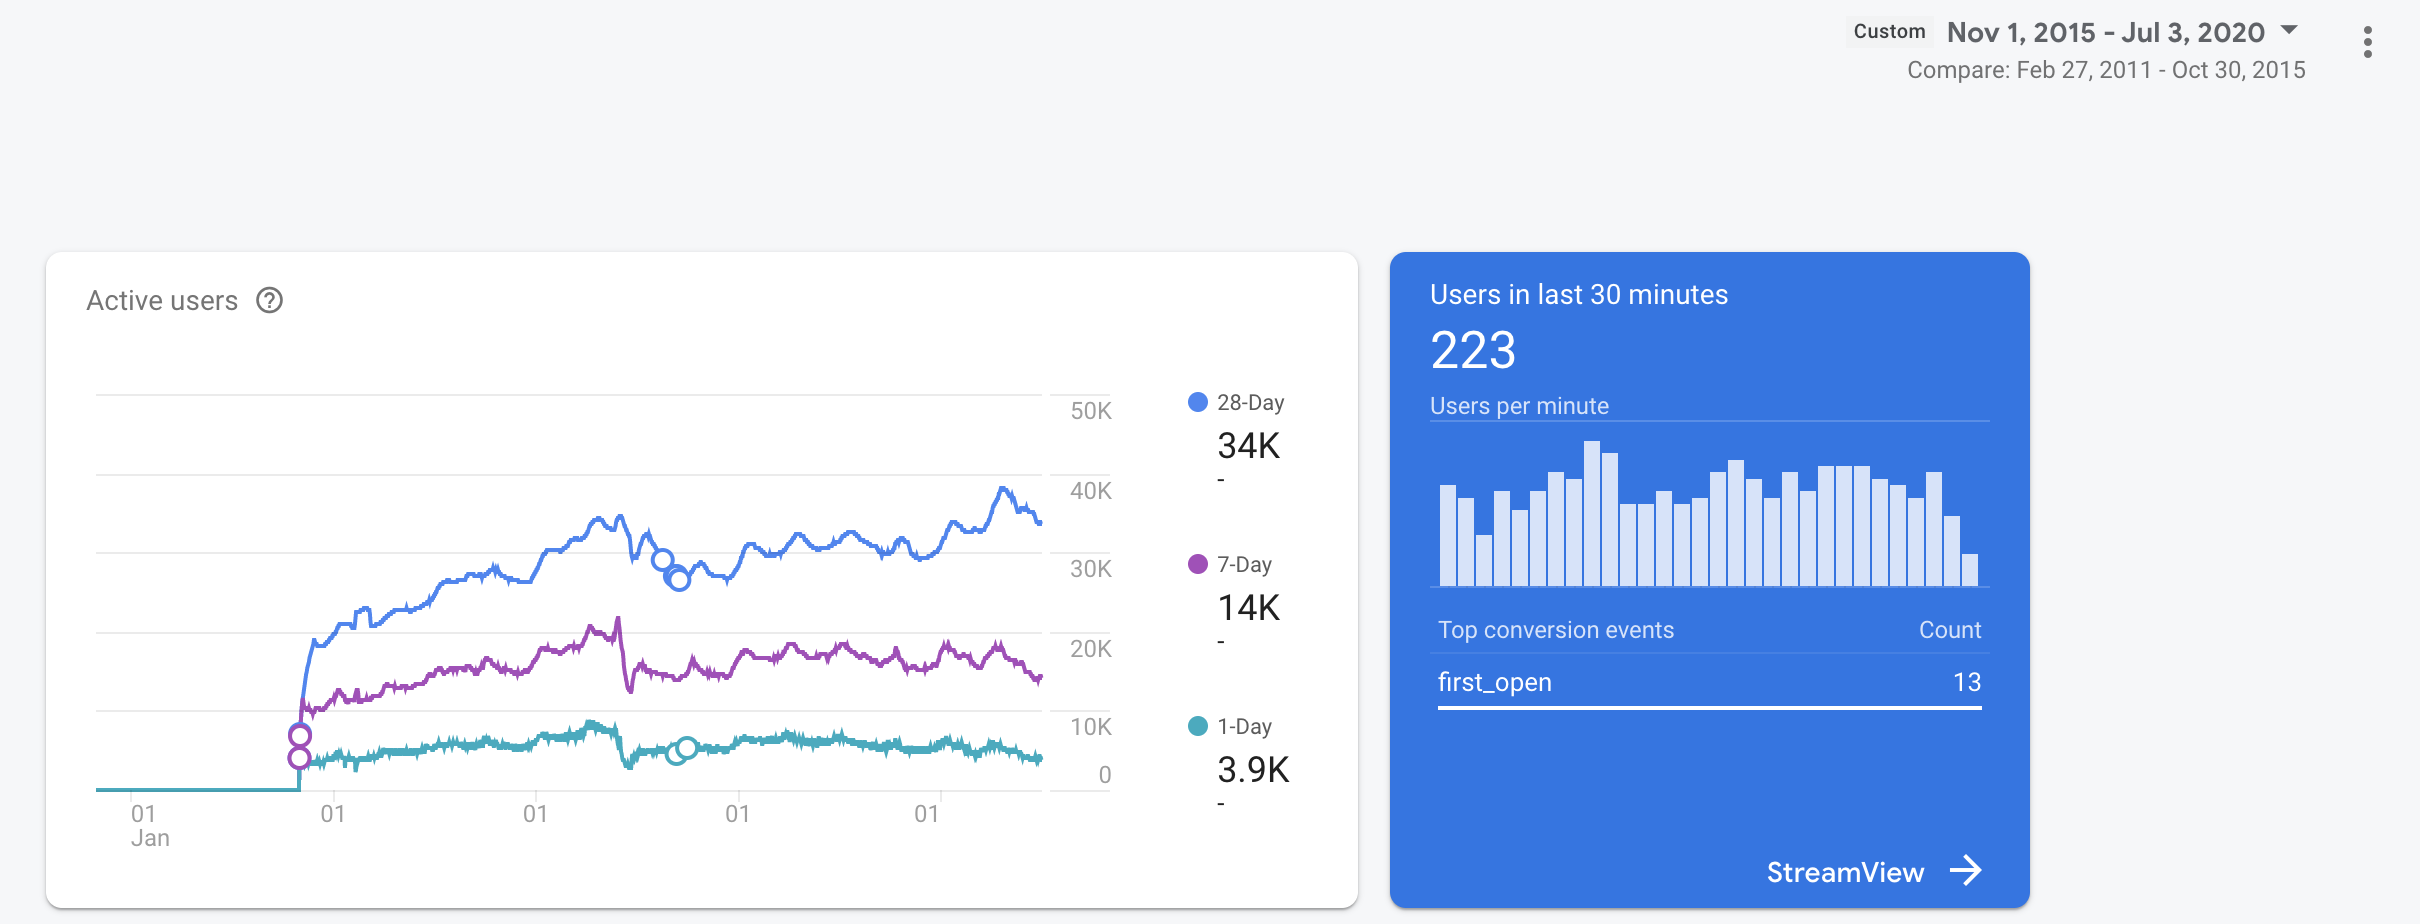 Custom Nov 1, 2015 - Jul 3, 2020
Compare: Feb 27, 2011 - Oct 30, 2015
Active users
50K
40K
30K
20K
10K
0
01 01 01 01 01
Jan
28-Day
34K
-
7-Day
14K
-
1-Day
3.9K
-
Users in last 30 minutes
223
Users per minute
Top conversion events Count
first_open 13
StreamView